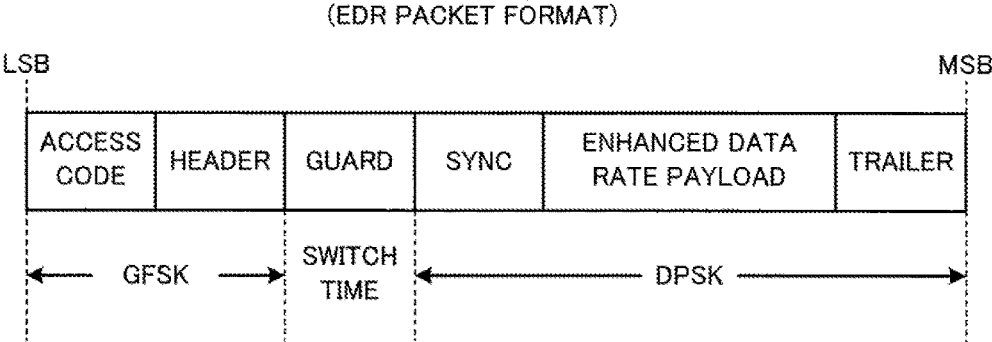 (EDR PACKET FORMAT)
LSB
MSB
ACCESS
CODE
HEADER
GUARD
SYNC
ENHANCED DATA
RATE PAYLOAD
TRAILER
GFSK
SWITCH
TIME
DPSK